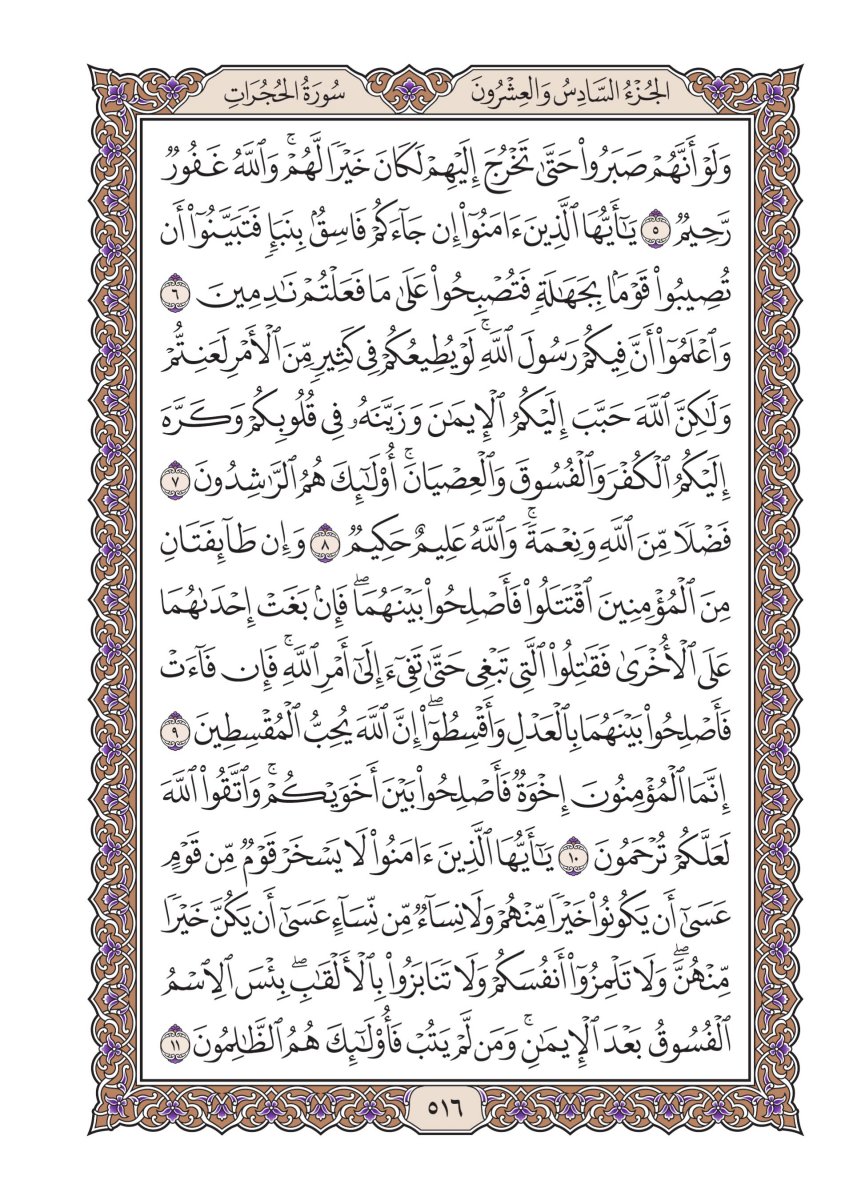 الجُزْءُ السَّادِسُ وَالعِشْرُونَ
سُورَةُ الحُجُرَاتِ
وَلَوۡ أَنَّهُمۡ صَبَرُواْ حَتَّىٰ تَخۡرُجَ إِلَيۡهِمۡ لَكَانَ خَيۡرٗا لَّهُمۡۚ وَٱللَّهُ غَفُورٞ
رَّحِيمٞ ٥ يَٰٓأَيُّهَا ٱلَّذِينَ ءَامَنُوٓاْ إِن جَآءَكُمۡ فَاسِقُۢ بِنَبَإٖ فَتَبَيَّنُوٓاْ أَن
تُصِيبُواْ قَوۡمَۢا بِجَهَٰلَةٖ فَتُصۡبِحُواْ عَلَىٰ مَا فَعَلۡتُمۡ نَٰدِمِينَ ٦
وَٱعۡلَمُوٓاْ أَنَّ فِيكُمۡ رَسُولَ ٱللَّهِۚ لَوۡ يُطِيعُكُمۡ فِي كَثِيرٖ مِّنَ ٱلۡأَمۡرِ لَعَنِتُّمۡ
وَلَٰكِنَّ ٱللَّهَ حَبَّبَ إِلَيۡكُمُ ٱلۡإِيمَٰنَ وَزَيَّنَهُۥ فِي قُلُوبِكُمۡ وَكَرَّهَ
إِلَيۡكُمُ ٱلۡكُفۡرَ وَٱلۡفُسُوقَ وَٱلۡعِصۡيَانَۚ أُوْلَٰٓئِكَ هُمُ ٱلرَّٰشِدُونَ ٧
فَضۡلٗا مِّنَ ٱللَّهِ وَنِعۡمَةٗۚ وَٱللَّهُ عَلِيمٌ حَكِيمٞ ٨ وَإِن طَآئِفَتَانِ
مِنَ ٱلۡمُؤۡمِنِينَ ٱقۡتَتَلُواْ فَأَصۡلِحُواْ بَيۡنَهُمَاۖ فَإِنۢ بَغَتۡ إِحۡدَىٰهُمَا
عَلَى ٱلۡأُخۡرَىٰ فَقَٰتِلُواْ ٱلَّتِي تَبۡغِي حَتَّىٰ تَفِيٓءَ إِلَىٰٓ أَمۡرِ ٱللَّهِۚ فَإِن فَآءَتۡ
فَأَصۡلِحُواْ بَيۡنَهُمَا بِٱلۡعَدۡلِ وَأَقۡسِطُوٓاْۖ إِنَّ ٱللَّهَ يُحِبُّ ٱلۡمُقۡسِطِينَ ٩
إِنَّمَا ٱلۡمُؤۡمِنُونَ إِخۡوَةٞ فَأَصۡلِحُواْ بَيۡنَ أَخَوَيۡكُمۡۚ وَٱتَّقُواْ ٱللَّهَ
لَعَلَّكُمۡ تُرۡحَمُونَ ١٠ يَٰٓأَيُّهَا ٱلَّذِينَ ءَامَنُواْ لَا يَسۡخَرۡ قَوۡمٞ مِّن قَوۡمٍ
عَسَىٰٓ أَن يَكُونُواْ خَيۡرٗا مِّنۡهُمۡ وَلَا نِسَآءٞ مِّن نِّسَآءٍ عَسَىٰٓ أَن يَكُنَّ خَيۡرٗا
مِّنۡهُنَّۖ وَلَا تَلۡمِزُوٓاْ أَنفُسَكُمۡ وَلَا تَنَابَزُواْ بِٱلۡأَلۡقَٰبِۖ بِئۡسَ ٱلِٱسۡمُ
ٱلۡفُسُوقُ بَعۡدَ ٱلۡإِيمَٰنِۚ وَمَن لَّمۡ يَتُبۡ فَأُوْلَٰٓئِكَ هُمُ ٱلظَّٰلِمُونَ ١١
٥١٦